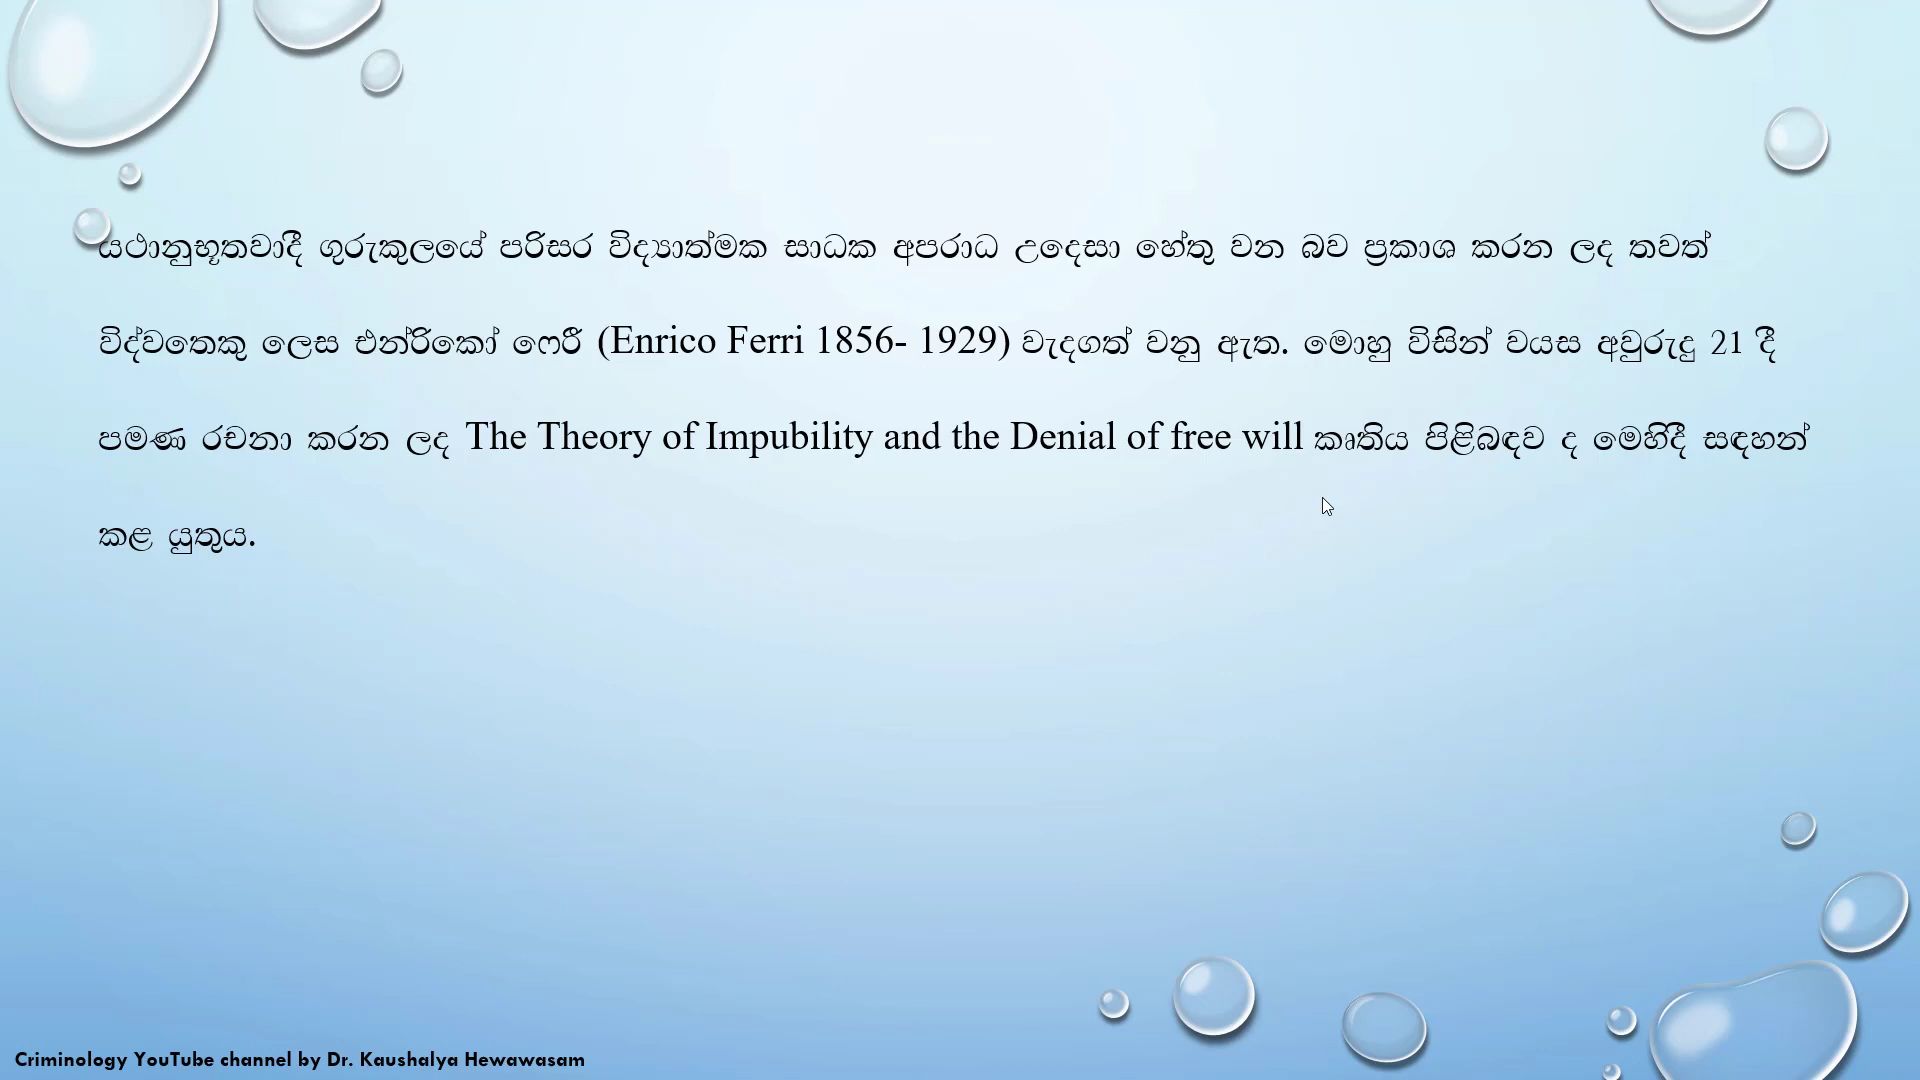 යථානුභූතවාදී ගුරුකුලයේ පරිසර විද්‍යාත්මක සාධක අපරාධ උදෙසා හේතු වන බව ප්‍රකාශ කරන ලද තවත්
විද්වතෙකු ලෙස එන්රිකෝ ෆෙරී (Enrico Ferri 1856- 1929) වැදගත් වනු ඇත. මොහු විසින් වයස අවුරුදු 21 දී
පමණ රචනා කරන ලද The Theory of Impubility and the Denial of free will කෘතිය පිළිබඳව ද මෙහිදී සඳහන්
කළ යුතුය.
Criminology YouTube channel by Dr. Kaushalya Hewawasam